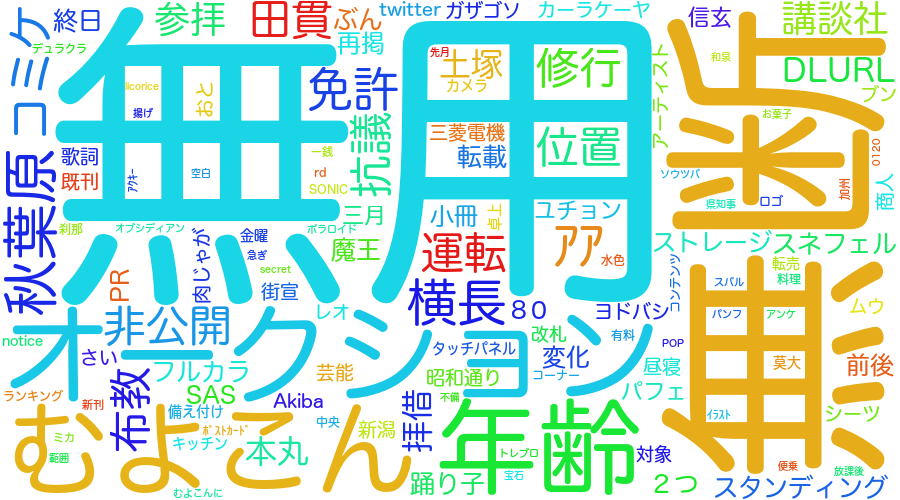 無用
断
無料
オークション
むよこん
年齢
秋葉原
コミケ
終日
デュラクラ
参拝
田貫
ぶん
再掲
twitter
ガザゴソ
カーラケーヤ
信玄
講談社
DLURL
ブン
先月
土塚
カメラ
修行
アーティスト
和泉
お菓子
免許
licorice
揚げ
おと
抗議
三菱電機
転載
位置
ソウツバ
0120
歌詞
既刊
ｱｸｷｰ
空白
一銭
rd
SONIC
三月
小冊
卓上
ユチョン
県知事
ロゴ
加州
商人
刹那
オブシディアン
ポラロイド
金曜
急ぎ
secret
魔王
運転
ｱｱ
水色
ストレージ
スネフェル
PR
肉じゃが
街宣
レオ
横長
８０
ヨドバシ
コンテンツ
転売
料理
スバル
ムウ
非公開
notice
さい
フルカラ
芸能
タッチパネル
改札
変化
有料
POP
パンフ
アンケ
昭和通り
コーナー
昼寝
莫大
前後
ランキング
新刊
布教
SAS
備え付け
Akiba
中央
拝借
不備
パフェ
ｲﾗｽﾄ
シーツ
ミカ
範囲
ﾎﾟｽﾄｶｰﾄﾞ
キッチン
本丸
新潟
トレブロ
対象
便乗
放課後
むよこんに
踊り子
宝石
２つ
スタンディング